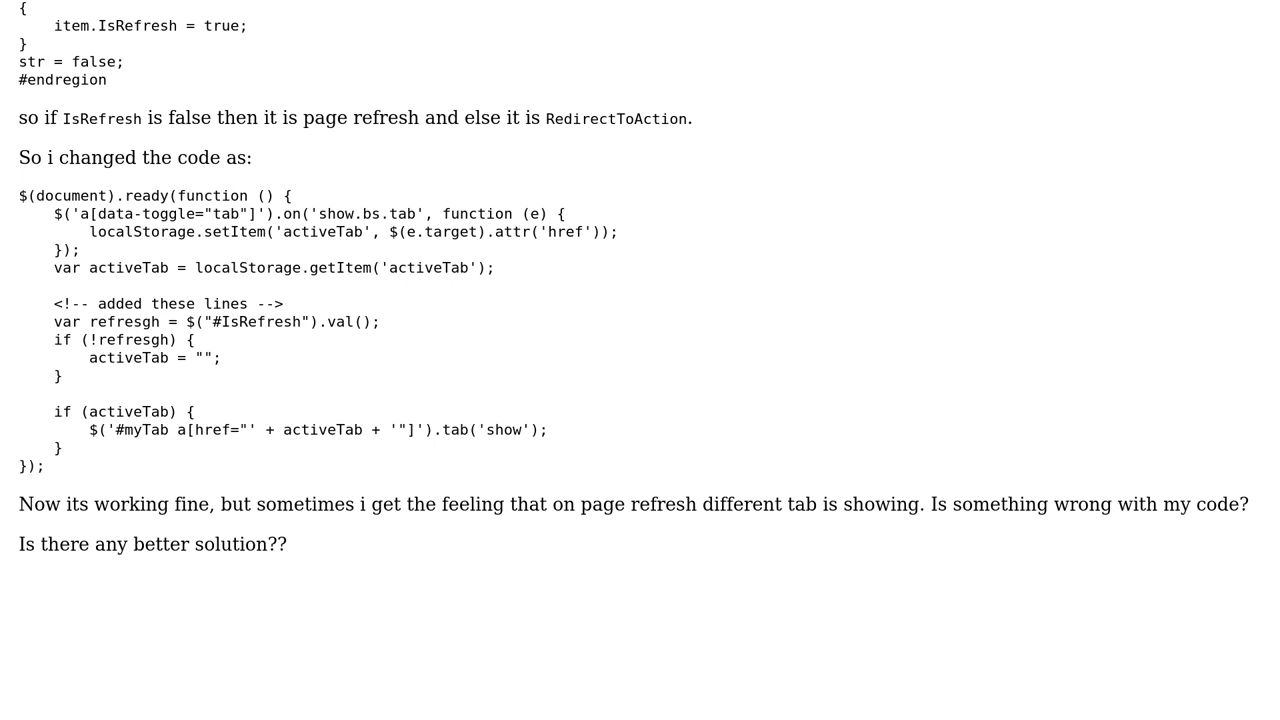 {
    item.IsRefresh = true;
}
str = false;
#endregion
so if IsRefresh is false then it is page refresh and else it is RedirectToAction.
So i changed the code as:
$(document).ready(function () {
    $('a[data-toggle="tab"]').on('show.bs.tab', function (e) {
        localStorage.setItem('activeTab', $(e.target).attr('href'));
    });
    var activeTab = localStorage.getItem('activeTab');
    <!-- added these lines -->
    var refresgh = $("#IsRefresh").val();
    if (!refresgh) {
        activeTab = "";
    }
    if (activeTab) {
        $('#myTab a[href="' + activeTab + '"]').tab('show');
    }
});
Now its working fine, but sometimes i get the feeling that on page refresh different tab is showing. Is something wrong with my code?
Is there any better solution??